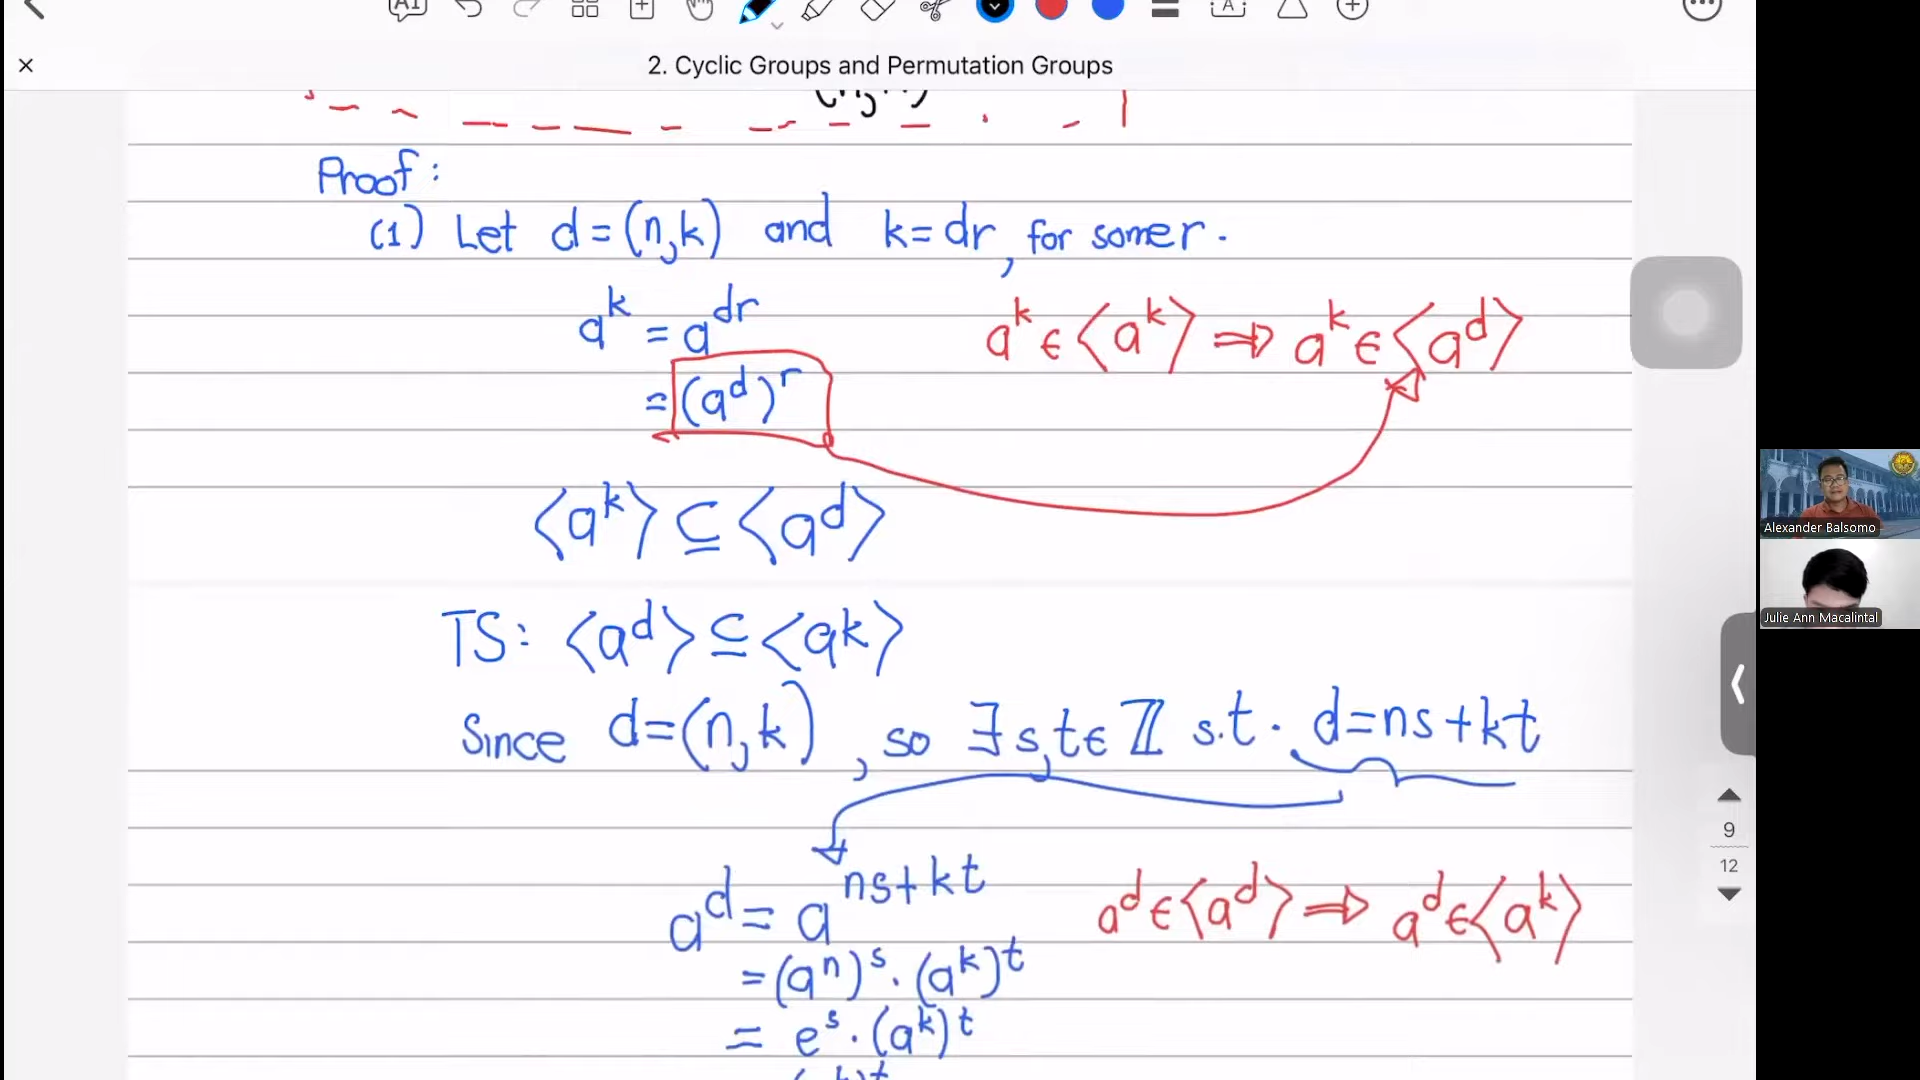 2. Cyclic Groups and Permutation Groups
Proof:
(1) Let d=(n,k) and k=dr, for some r.
a^k = a^{dr}
= (a^d)^r
a^k ∈ ⟨a^k⟩ ⇒ a^k ∈ ⟨a^d⟩
⟨a^k⟩ ⊆ ⟨a^d⟩
TS: ⟨a^d⟩ ⊆ ⟨a^k⟩
Since d=(n,k), so ∃ s,t ∈ ℤ s.t. d=ns+kt
a^d = a^{ns+kt}
= (a^n)^s · (a^k)^t
= e^s · (a^k)^t
a^d ∈ ⟨a^d⟩ ⇒ a^d ∈ ⟨a^k⟩
9
12
Alexander Balsomo
Julie Ann Macalintal